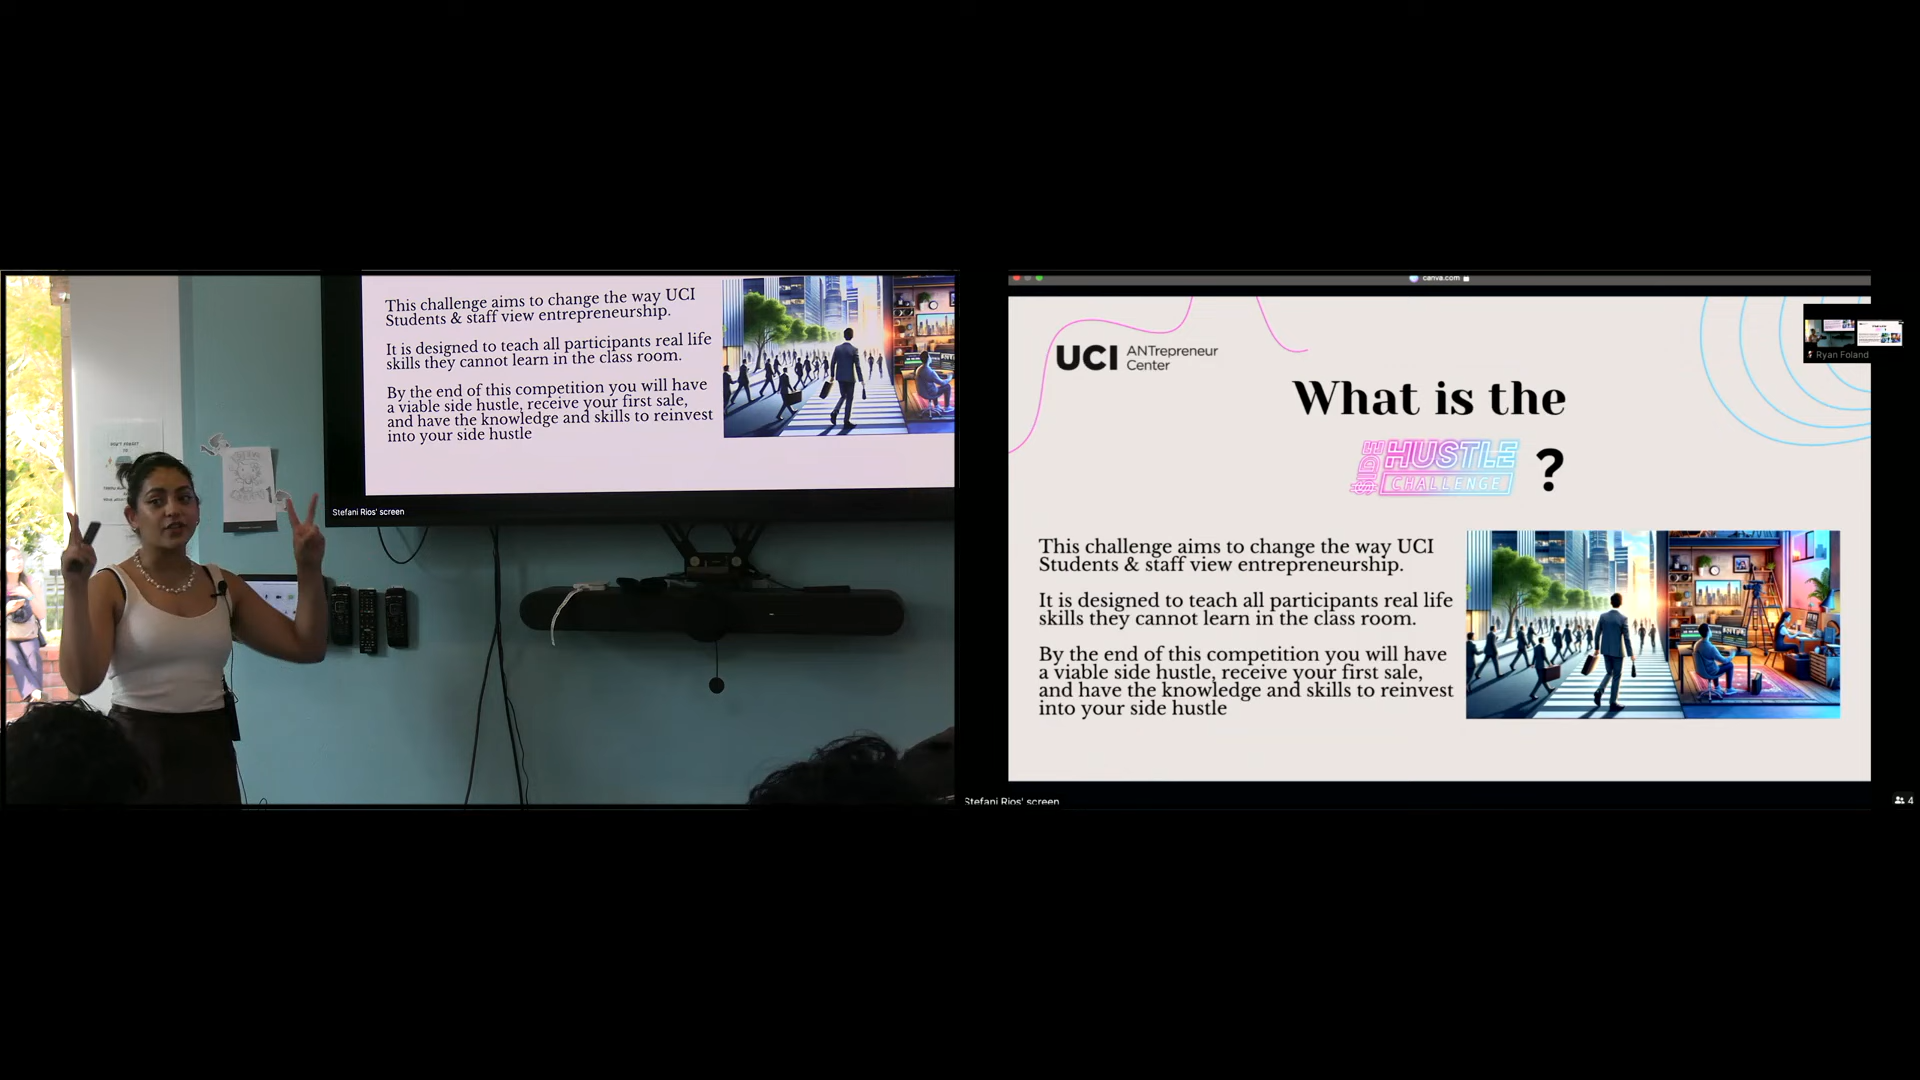 This challenge aims to change the way UCI
Students & staff view entrepreneurship.
It is designed to teach all participants real life
skills they cannot learn in the class room.
By the end of this competition you will have
a viable side hustle, receive your first sale,
and have the knowledge and skills to reinvest
into your side hustle
Stefani Rios' screen
canva.com
UCI ANTrepreneur
Center
What is the
#SIDE HUSTLE
CHALLENGE ?
Ryan Foland
This challenge aims to change the way UCI
Students & staff view entrepreneurship.
It is designed to teach all participants real life
skills they cannot learn in the class room.
By the end of this competition you will have
a viable side hustle, receive your first sale,
and have the knowledge and skills to reinvest
into your side hustle
Stefani Rios' screen
4